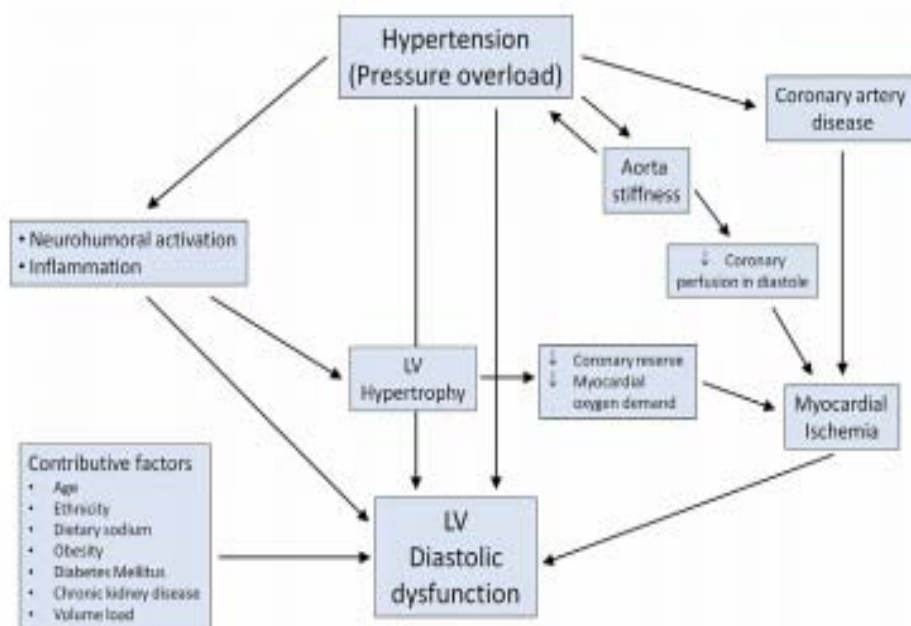 Hypertension
(Pressure overload)
Coronary artery
disease
Aorta
stiffness
• Neurohumoral activation
• Inflammation
↓ Coronary
perfusion in diastole
LV
Hypertrophy
↓ Coronary reserve
↓ Myocardial
oxygen demand
Myocardial
Ischemia
Contributive factors
• Age
• Ethnicity
• Dietary sodium
• Obesity
• Diabetes Mellitus
• Chronic kidney disease
• Volume load
LV
Diastolic
dysfunction